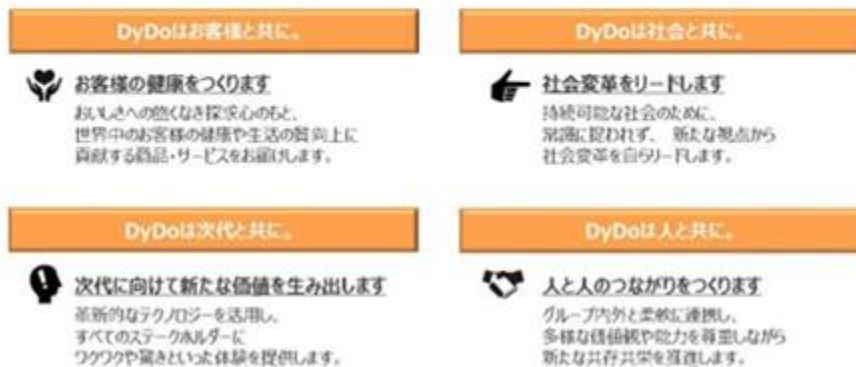 DyDoはお客様と共に。
お客様の健康をつくります
おいしさへの飽くなき探求心のもと、
世界中のお客様の健康や生活の質向上に
貢献する商品・サービスをお届けします。
DyDoは社会と共に。
社会変革をリードします
持続可能な社会のために、
常識に捉われず、 新たな視点から
社会変革を自らリードします。
DyDoは次代と共に。
次代に向けて新たな価値を生み出します
革新的なテクノロジーを活用し、
すべてのステークホルダーに
ワクワクや驚きといった体験を提供します。
DyDoは人と共に。
人と人のつながりをつくります
グループ内外と柔軟に連携し、
多様な価値観や能力を尊重しながら
新たな共存共栄を推進します。